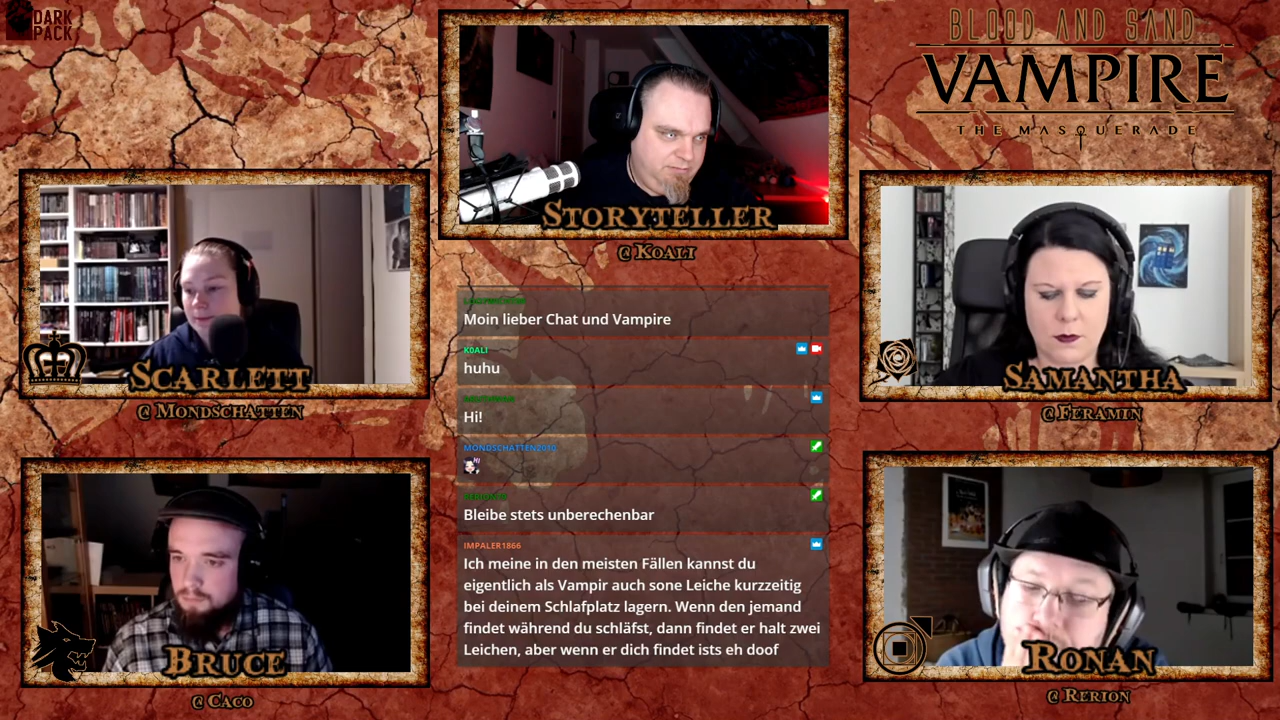 DARK
PACK
BLOOD AND SAND
VAMPIRE
THE MASQUERADE
STORYTELLER
@ KOALI
SCARLETT
@ MONDSCHATTEN
SAMANTHA
@ FERAMIN
Moin lieber Chat und Vampire
K0ALI
huhu
Hi!
MONDSCHATTEN2010
HI
Bleibe stets unberechenbar
IMPALER1866
Ich meine in den meisten Fällen kannst du
eigentlich als Vampir auch sone Leiche kurzzeitig
bei deinem Schlafplatz lagern. Wenn den jemand
findet während du schläfst, dann findet er halt zwei
Leichen, aber wenn er dich findet ists eh doof
BRUCE
@ CACO
RONAN
@ RERION